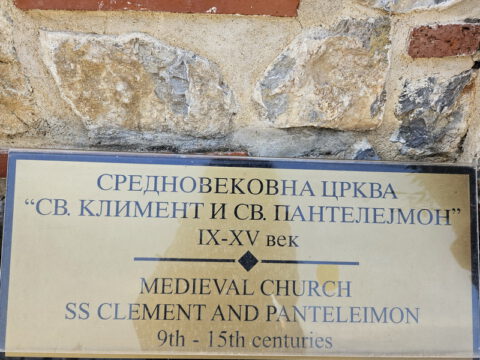 СРЕДНОВЕКОВНА ЦРКВА
“СВ. КЛИМЕНТ И СВ. ПАНТЕЛЕЈМОН”
IX-XV век
MEDIEVAL CHURCH
SS CLEMENT AND PANTELEIMON
9th - 15th centuries